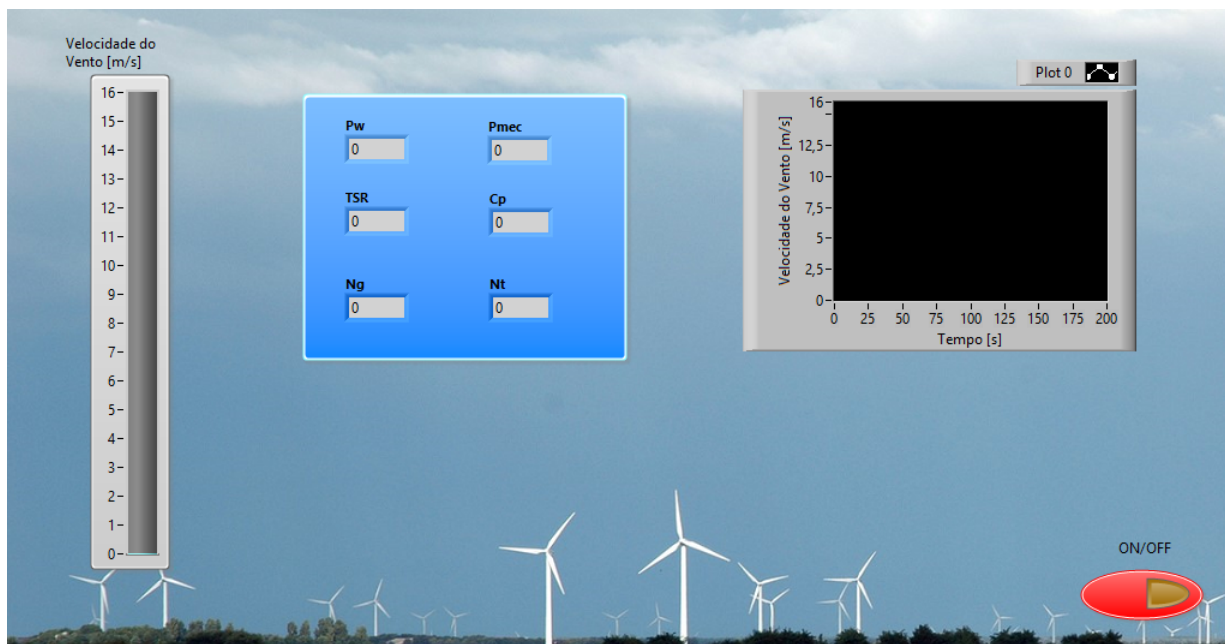 Velocidade do
Vento [m/s]
16
15
14
13
12
11
10
9
8
7
6
5
4
3
2
1
0
Pw
Pmec
0
0
TSR
Cp
0
0
Ng
Nt
0
0
Plot 0
Velocidade do Vento [m/s]
16
12,5
10
7,5
5
2,5
0
0 25 50 75 100 125 150 175 200
Tempo [s]
ON/OFF